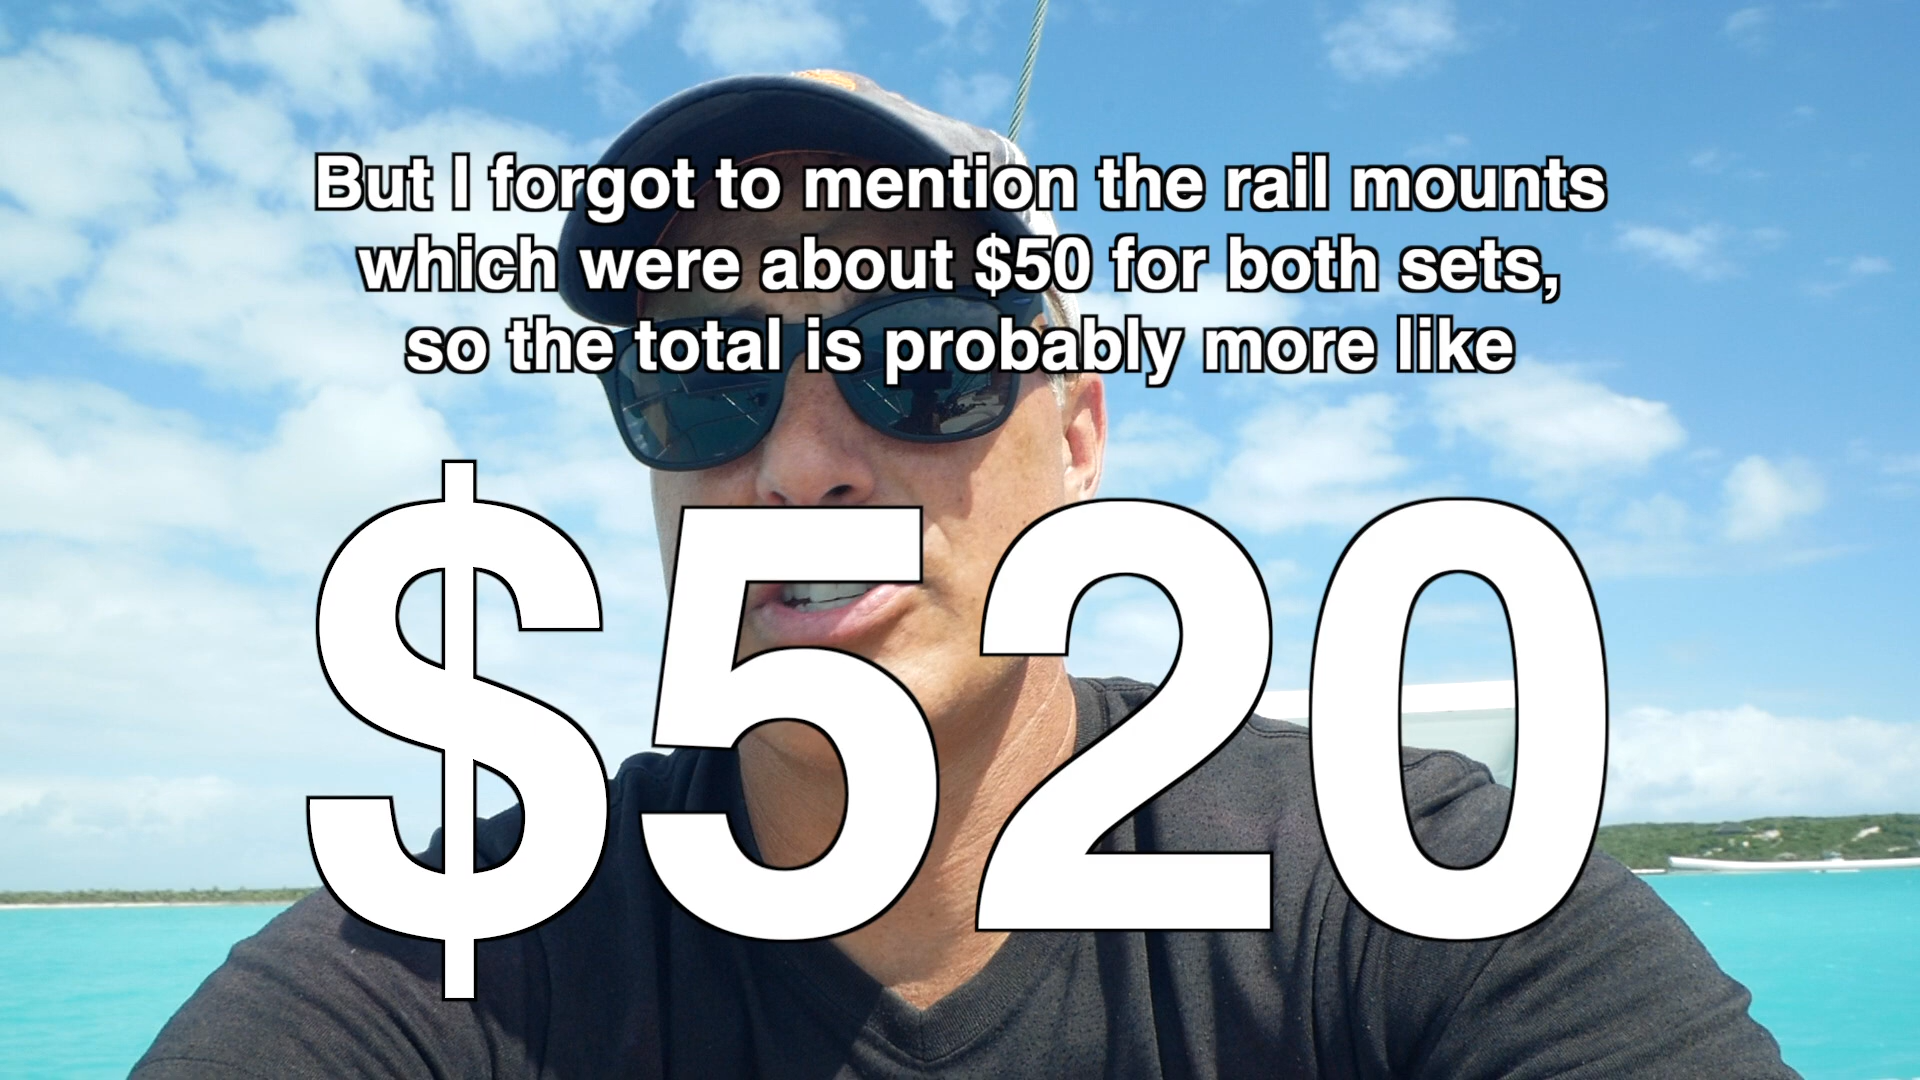 But I forgot to mention the rail mounts
which were about $50 for both sets,
so the total is probably more like
$520